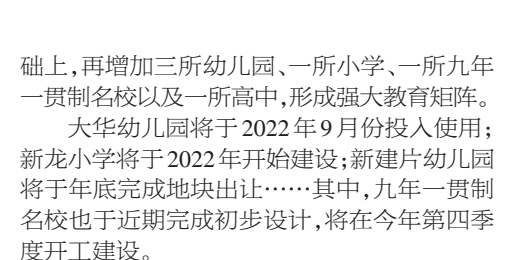 础上,再增加三所幼儿园、一所小学、一所九年
一贯制名校以及一所高中,形成强大教育矩阵。
大华幼儿园将于2022年9月份投入使用;
新龙小学将于2022年开始建设;新建片幼儿园
将于年底完成地块出让……其中,九年一贯制
名校也于近期完成初步设计,将在今年第四季
度开工建设。